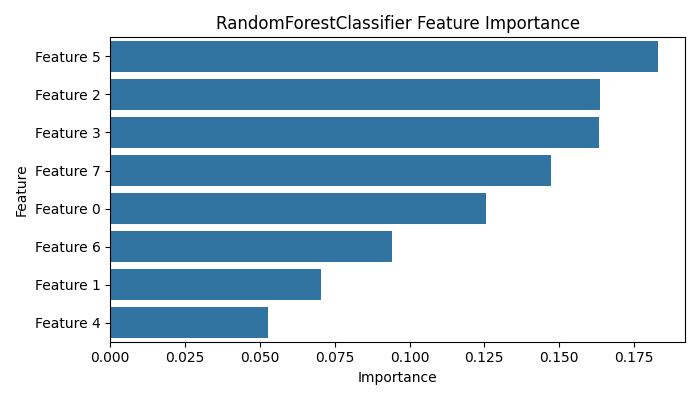 RandomForestClassifier Feature Importance
Feature
Feature 5
Feature 2
Feature 3
Feature 7
Feature 0
Feature 6
Feature 1
Feature 4
0.000 0.025 0.050 0.075 0.100 0.125 0.150 0.175
Importance